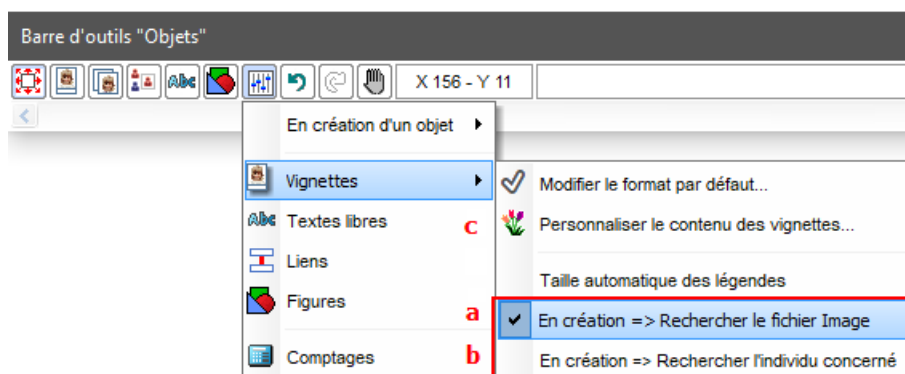 Barre d'outils "Objets"
Abc
X 156 - Y 11
En création d'un objet
Vignettes
Modifier le format par défaut...
Abc Textes libres
c
Personnaliser le contenu des vignettes...
Liens
Taille automatique des légendes
Figures
a
En création => Rechercher le fichier Image
Comptages
b
En création => Rechercher l'individu concerné